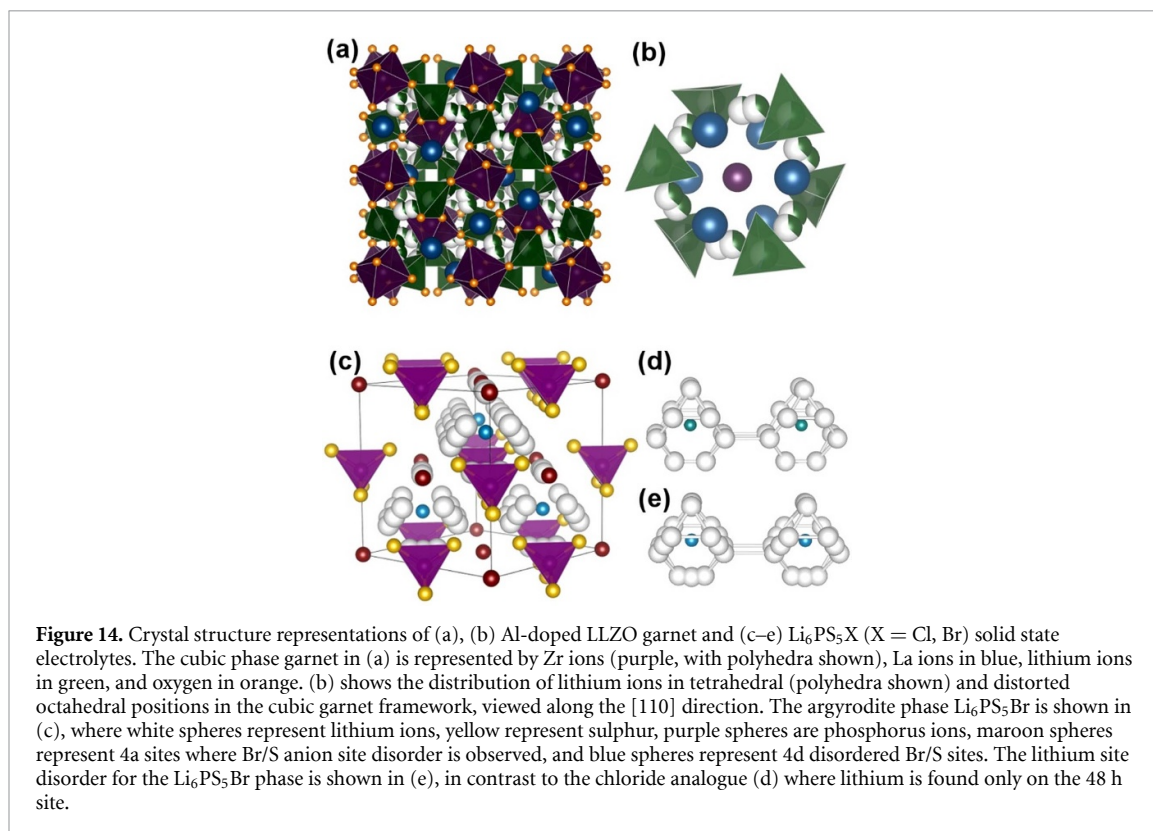 (a)
(b)
(c)
(d)
(e)
Figure 14. Crystal structure representations of (a), (b) Al-doped LLZO garnet and (c–e) Li₆PS₅X (X = Cl, Br) solid state
electrolytes. The cubic phase garnet in (a) is represented by Zr ions (purple, with polyhedra shown), La ions in blue, lithium ions
in green, and oxygen in orange. (b) shows the distribution of lithium ions in tetrahedral (polyhedra shown) and distorted
octahedral positions in the cubic garnet framework, viewed along the [110] direction. The argyrodite phase Li₆PS₅Br is shown in
(c), where white spheres represent lithium ions, yellow represent sulphur, purple spheres are phosphorus ions, maroon spheres
represent 4a sites where Br/S anion site disorder is observed, and blue spheres represent 4d disordered Br/S sites. The lithium site
disorder for the Li₆PS₅Br phase is shown in (e), in contrast to the chloride analogue (d) where lithium is found only on the 48 h
site.